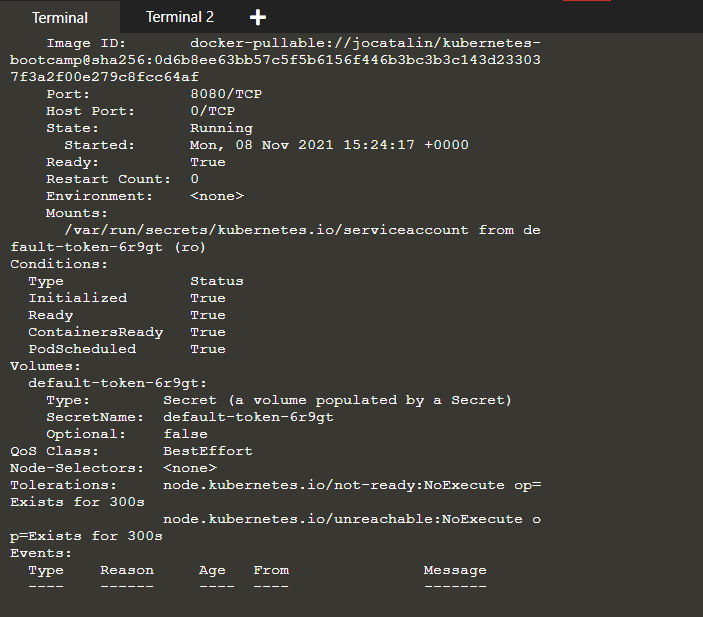 Terminal Terminal 2 +
Image ID: docker-pullable://jocatalin/kubernetes-
bootcamp@sha256:0d6b8ee63bb57c5f5b6156f446b3bc3b3c143d23303
7f3a2f00e279c8fcc64af
Port: 8080/TCP
Host Port: 0/TCP
State: Running
Started: Mon, 08 Nov 2021 15:24:17 +0000
Ready: True
Restart Count: 0
Environment: <none>
Mounts:
/var/run/secrets/kubernetes.io/serviceaccount from de
fault-token-6r9gt (ro)
Conditions:
Type Status
Initialized True
Ready True
ContainersReady True
PodScheduled True
Volumes:
default-token-6r9gt:
Type: Secret (a volume populated by a Secret)
SecretName: default-token-6r9gt
Optional: false
QoS Class: BestEffort
Node-Selectors: <none>
Tolerations: node.kubernetes.io/not-ready:NoExecute op=
Exists for 300s
node.kubernetes.io/unreachable:NoExecute o
p=Exists for 300s
Events:
Type Reason Age From Message
---- ------ ---- ---- -------